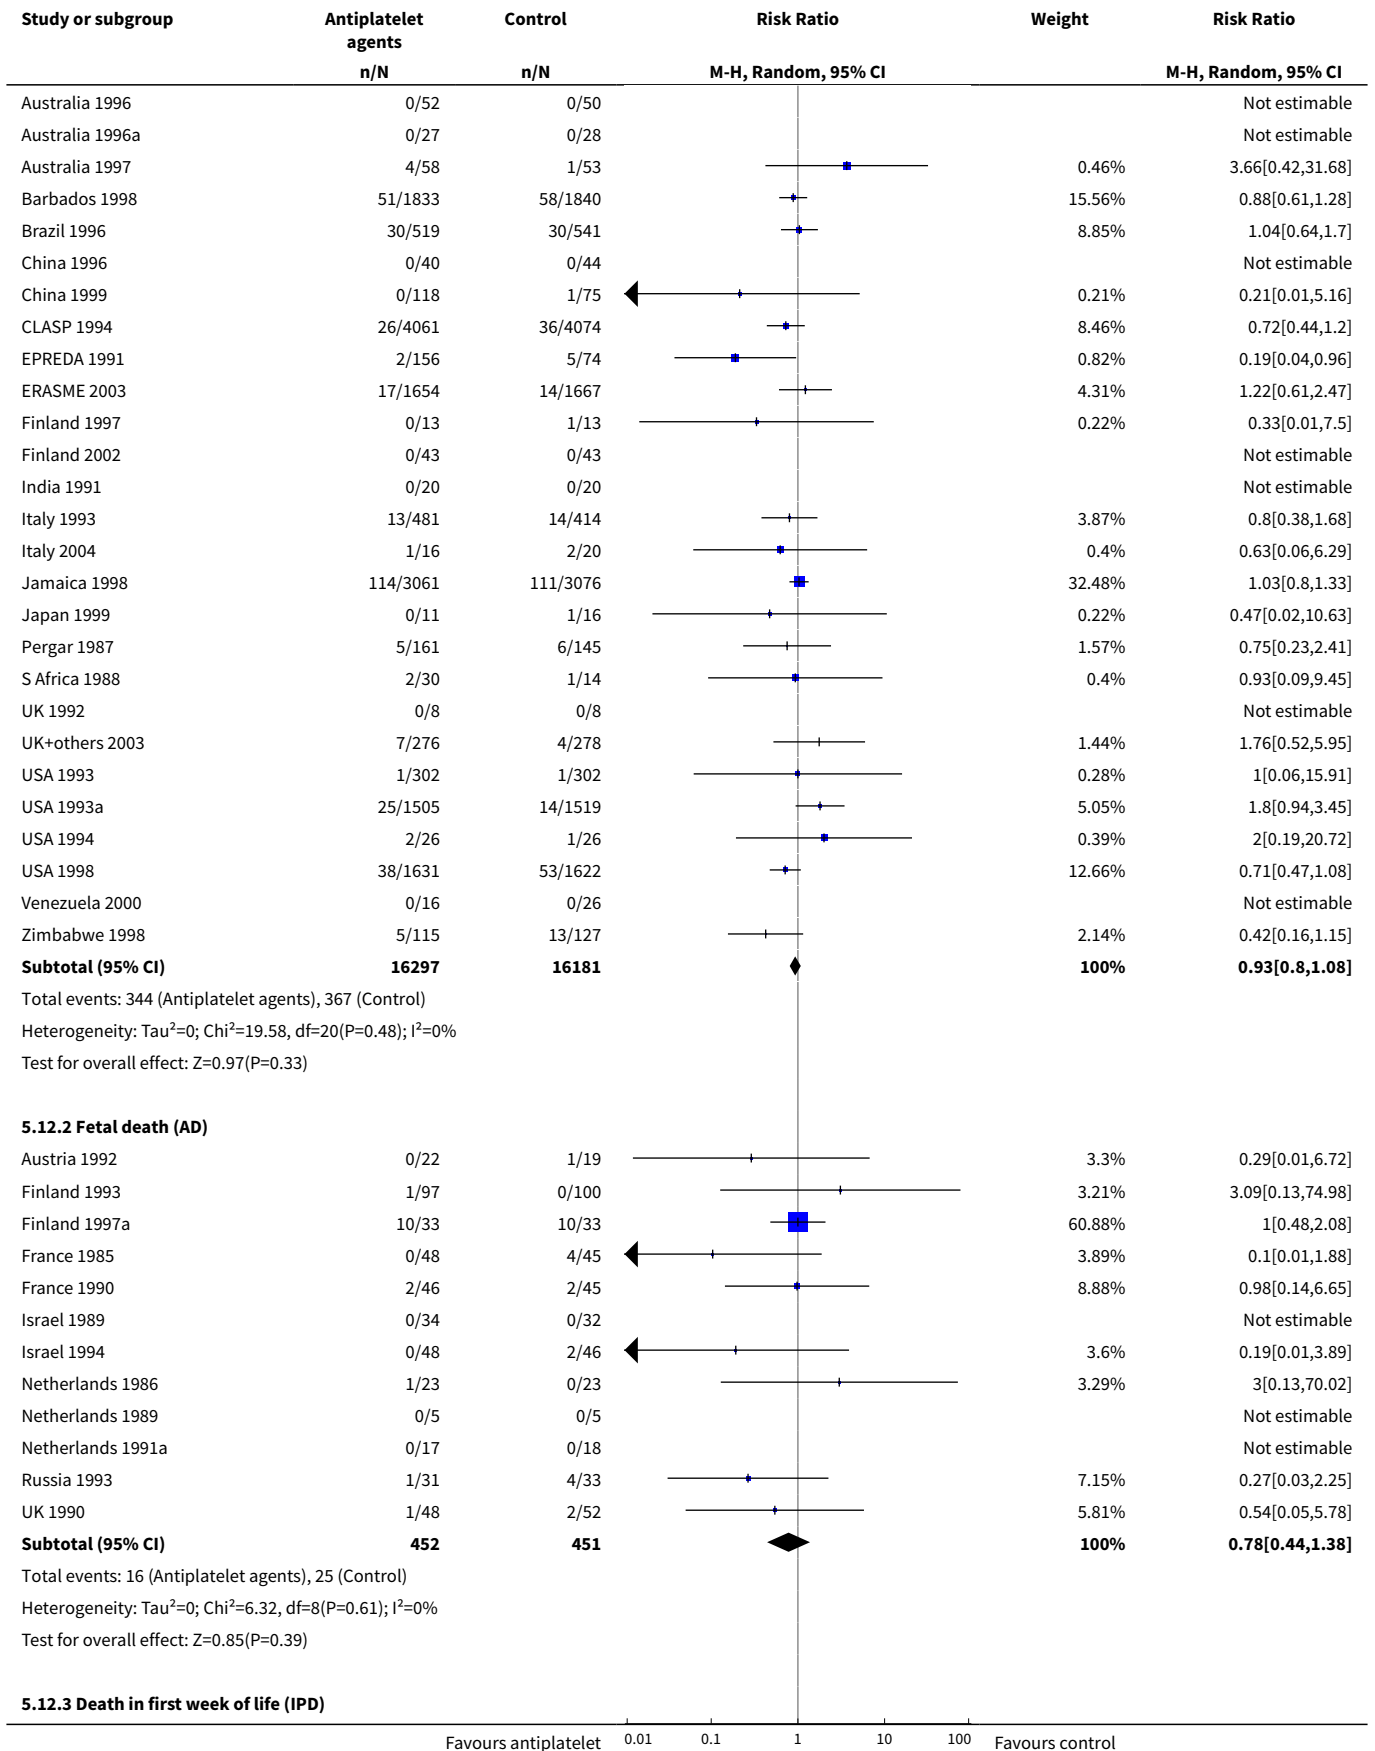 Study or subgroup Antiplatelet agents Control Risk Ratio Weight Risk Ratio
n/N n/N M-H, Random, 95% CI M-H, Random, 95% CI
Australia 1996 0/52 0/50 Not estimable
Australia 1996a 0/27 0/28 Not estimable
Australia 1997 4/58 1/53 0.46% 3.66[0.42,31.68]
Barbados 1998 51/1833 58/1840 15.56% 0.88[0.61,1.28]
Brazil 1996 30/519 30/541 8.85% 1.04[0.64,1.7]
China 1996 0/40 0/44 Not estimable
China 1999 0/118 1/75 0.21% 0.21[0.01,5.16]
CLASP 1994 26/4061 36/4074 8.46% 0.72[0.44,1.2]
EPREDA 1991 2/156 5/74 0.82% 0.19[0.04,0.96]
ERASME 2003 17/1654 14/1667 4.31% 1.22[0.61,2.47]
Finland 1997 0/13 1/13 0.22% 0.33[0.01,7.5]
Finland 2002 0/43 0/43 Not estimable
India 1991 0/20 0/20 Not estimable
Italy 1993 13/481 14/414 3.87% 0.8[0.38,1.68]
Italy 2004 1/16 2/20 0.4% 0.63[0.06,6.29]
Jamaica 1998 114/3061 111/3076 32.48% 1.03[0.8,1.33]
Japan 1999 0/11 1/16 0.22% 0.47[0.02,10.63]
Pergar 1987 5/161 6/145 1.57% 0.75[0.23,2.41]
S Africa 1988 2/30 1/14 0.4% 0.93[0.09,9.45]
UK 1992 0/8 0/8 Not estimable
UK+others 2003 7/276 4/278 1.44% 1.76[0.52,5.95]
USA 1993 1/302 1/302 0.28% 1[0.06,15.91]
USA 1993a 25/1505 14/1519 5.05% 1.8[0.94,3.45]
USA 1994 2/26 1/26 0.39% 2[0.19,20.72]
USA 1998 38/1631 53/1622 12.66% 0.71[0.47,1.08]
Venezuela 2000 0/16 0/26 Not estimable
Zimbabwe 1998 5/115 13/127 2.14% 0.42[0.16,1.15]
Subtotal (95% CI) 16297 16181 100% 0.93[0.8,1.08]
Total events: 344 (Antiplatelet agents), 367 (Control)
Heterogeneity: Tau²=0; Chi²=19.58, df=20(P=0.48); I²=0%
Test for overall effect: Z=0.97(P=0.33)
5.12.2 Fetal death (AD)
Austria 1992 0/22 1/19 3.3% 0.29[0.01,6.72]
Finland 1993 1/97 0/100 3.21% 3.09[0.13,74.98]
Finland 1997a 10/33 10/33 60.88% 1[0.48,2.08]
France 1985 0/48 4/45 3.89% 0.1[0.01,1.88]
France 1990 2/46 2/45 8.88% 0.98[0.14,6.65]
Israel 1989 0/34 0/32 Not estimable
Israel 1994 0/48 2/46 3.6% 0.19[0.01,3.89]
Netherlands 1986 1/23 0/23 3.29% 3[0.13,70.02]
Netherlands 1989 0/5 0/5 Not estimable
Netherlands 1991a 0/17 0/18 Not estimable
Russia 1993 1/31 4/33 7.15% 0.27[0.03,2.25]
UK 1990 1/48 2/52 5.81% 0.54[0.05,5.78]
Subtotal (95% CI) 452 451 100% 0.78[0.44,1.38]
Total events: 16 (Antiplatelet agents), 25 (Control)
Heterogeneity: Tau²=0; Chi²=6.32, df=8(P=0.61); I²=0%
Test for overall effect: Z=0.85(P=0.39)
5.12.3 Death in first week of life (IPD)
Favours antiplatelet 0.01 0.1 1 10 100 Favours control